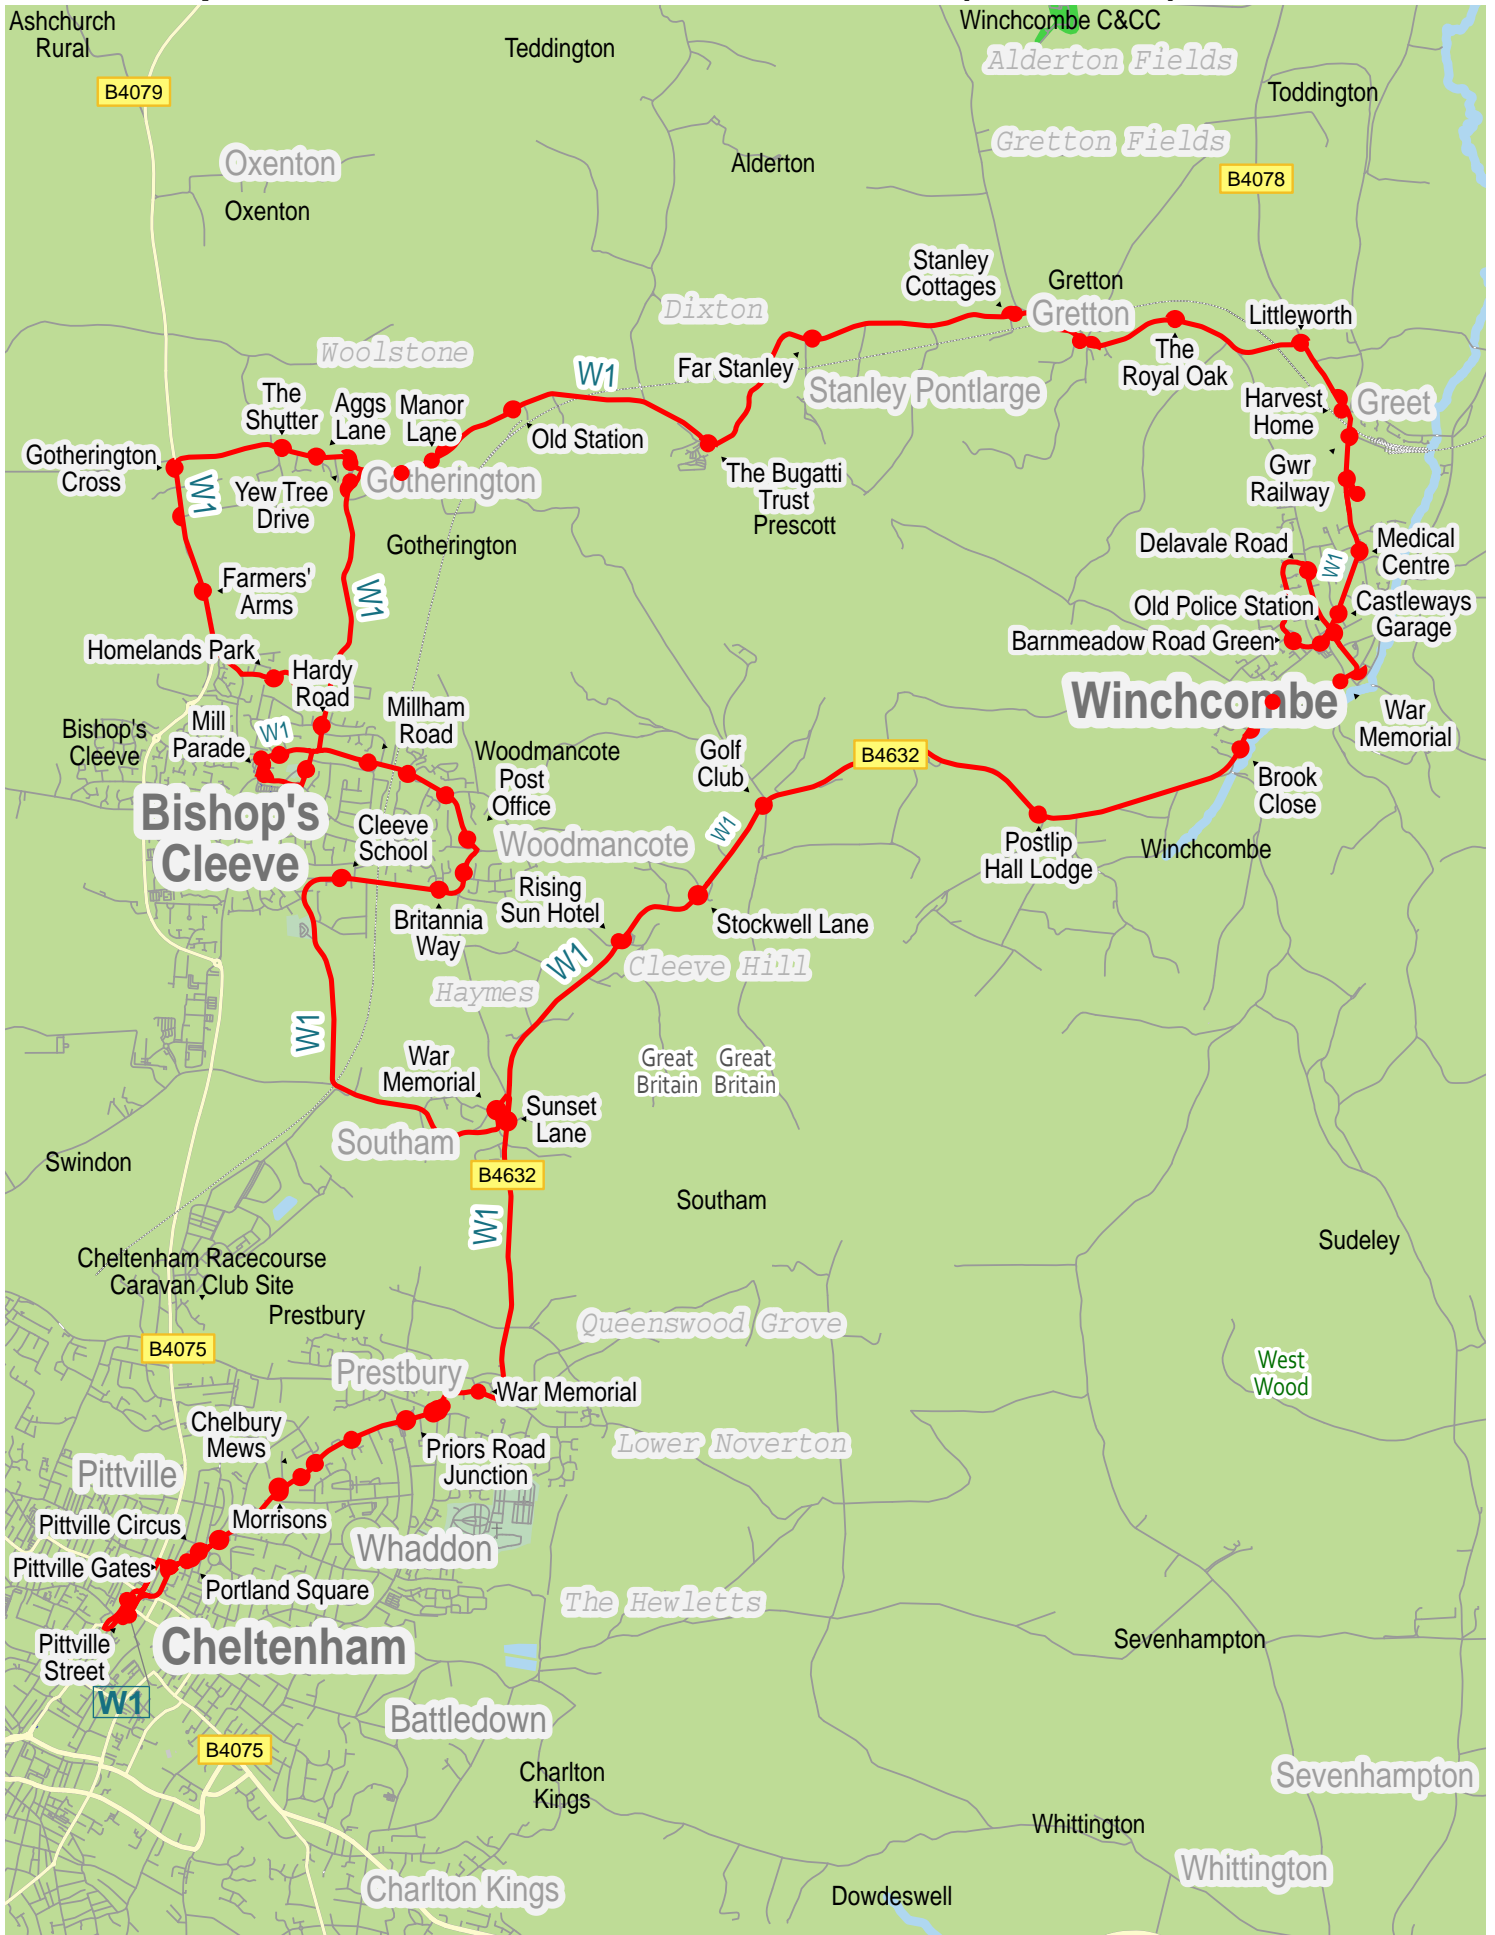 Ashchurch
Rural
Teddington
Winchcombe C&CC
Alderton Fields
B4079
Toddington
Gretton Fields
Oxenton
Alderton
B4078
Oxenton
Stanley
Cottages
Gretton
Dixton
Gretton
Littleworth
Woolstone
W1
Far Stanley
The
Royal Oak
Stanley Pontlarge
The
Shutter
Aggs
Lane
Manor
Lane
Harvest
Home
Greet
Old Station
Gotherington
Cross
W1
Yew Tree
Drive
Gotherington
The Bugatti
Trust
Prescott
Gwr
Railway
Gotherington
Delavale Road
W1
Medical
Centre
Farmers'
Arms
W1
Old Police Station
Castleways
Garage
Homelands Park
Barnmeadow Road Green
Hardy
Road
Winchcombe
War
Memorial
Bishop's
Cleeve
Mill
Parade
W1
Millham
Road
Woodmancote
Post
Office
Golf
Club
B4632
Brook
Close
Bishop's
Cleeve
Cleeve
School
Woodmancote
W1
Postlip
Hall Lodge
Winchcombe
Rising
Sun Hotel
Britannia
Way
Stockwell Lane
W1
Cleeve Hill
Haymes
W1
War
Memorial
Great
Britain
Great
Britain
Sunset
Lane
Southam
Swindon
B4632
Southam
W1
Sudeley
Cheltenham Racecourse
Caravan Club Site
Prestbury
Queenswood Grove
B4075
Prestbury
West
Wood
War Memorial
Chelbury
Mews
Priors Road
Junction
Lower Noverton
Pittville
Morrisons
Pittville Circus
Whaddon
Pittville Gates
Portland Square
The Hewletts
Pittville
Street
Cheltenham
Sevenhampton
W1
Battledown
B4075
Charlton
Kings
Sevenhampton
Whittington
Charlton Kings
Whittington
Dowdeswell